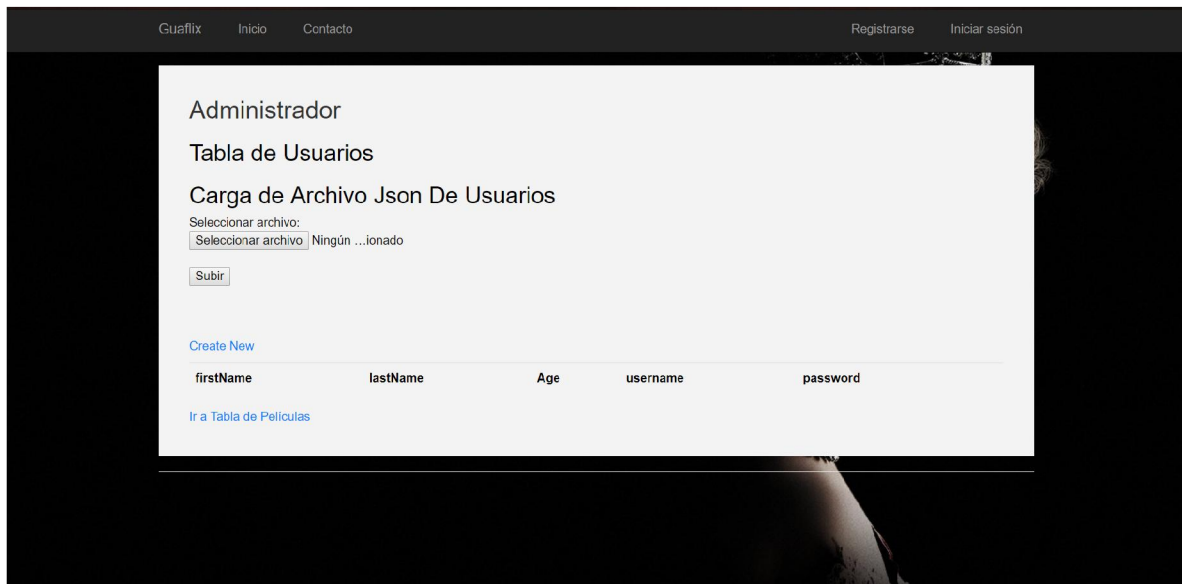 Guaflix Inicio Contacto Registrarse Iniciar sesión
Administrador
Tabla de Usuarios
Carga de Archivo Json De Usuarios
Seleccionar archivo:
Seleccionar archivo Ningún ...ionado
Subir
Create New
firstName lastName Age username password
Ir a Tabla de Películas